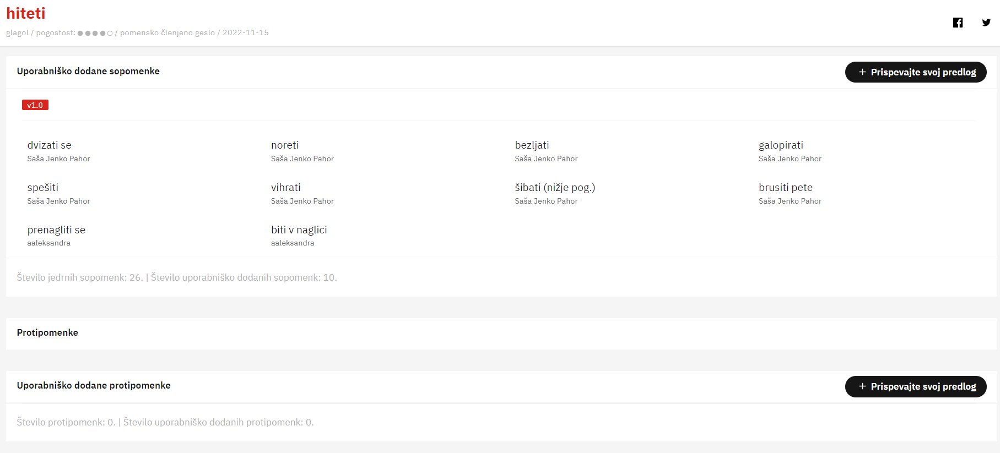 hiteti
glagol / pogostost: ●●●●○ / pomensko členjeno geslo / 2022-11-15
Uporabniško dodane sopomenke
+ Prispevajte svoj predlog
v1.0
dvizati se
Saša Jenko Pahor
noreti
Saša Jenko Pahor
bezljati
Saša Jenko Pahor
galopirati
Saša Jenko Pahor
spešiti
Saša Jenko Pahor
vihrati
Saša Jenko Pahor
šibati (nižje pog.)
Saša Jenko Pahor
brusiti pete
Saša Jenko Pahor
prenagliti se
aaleksandra
biti v naglici
aaleksandra
Število jedrnih sopomenk: 26. | Število uporabniško dodanih sopomenk: 10.
Protipomenke
Uporabniško dodane protipomenke
+ Prispevajte svoj predlog
Število protipomenk: 0. | Število uporabniško dodanih protipomenk: 0.